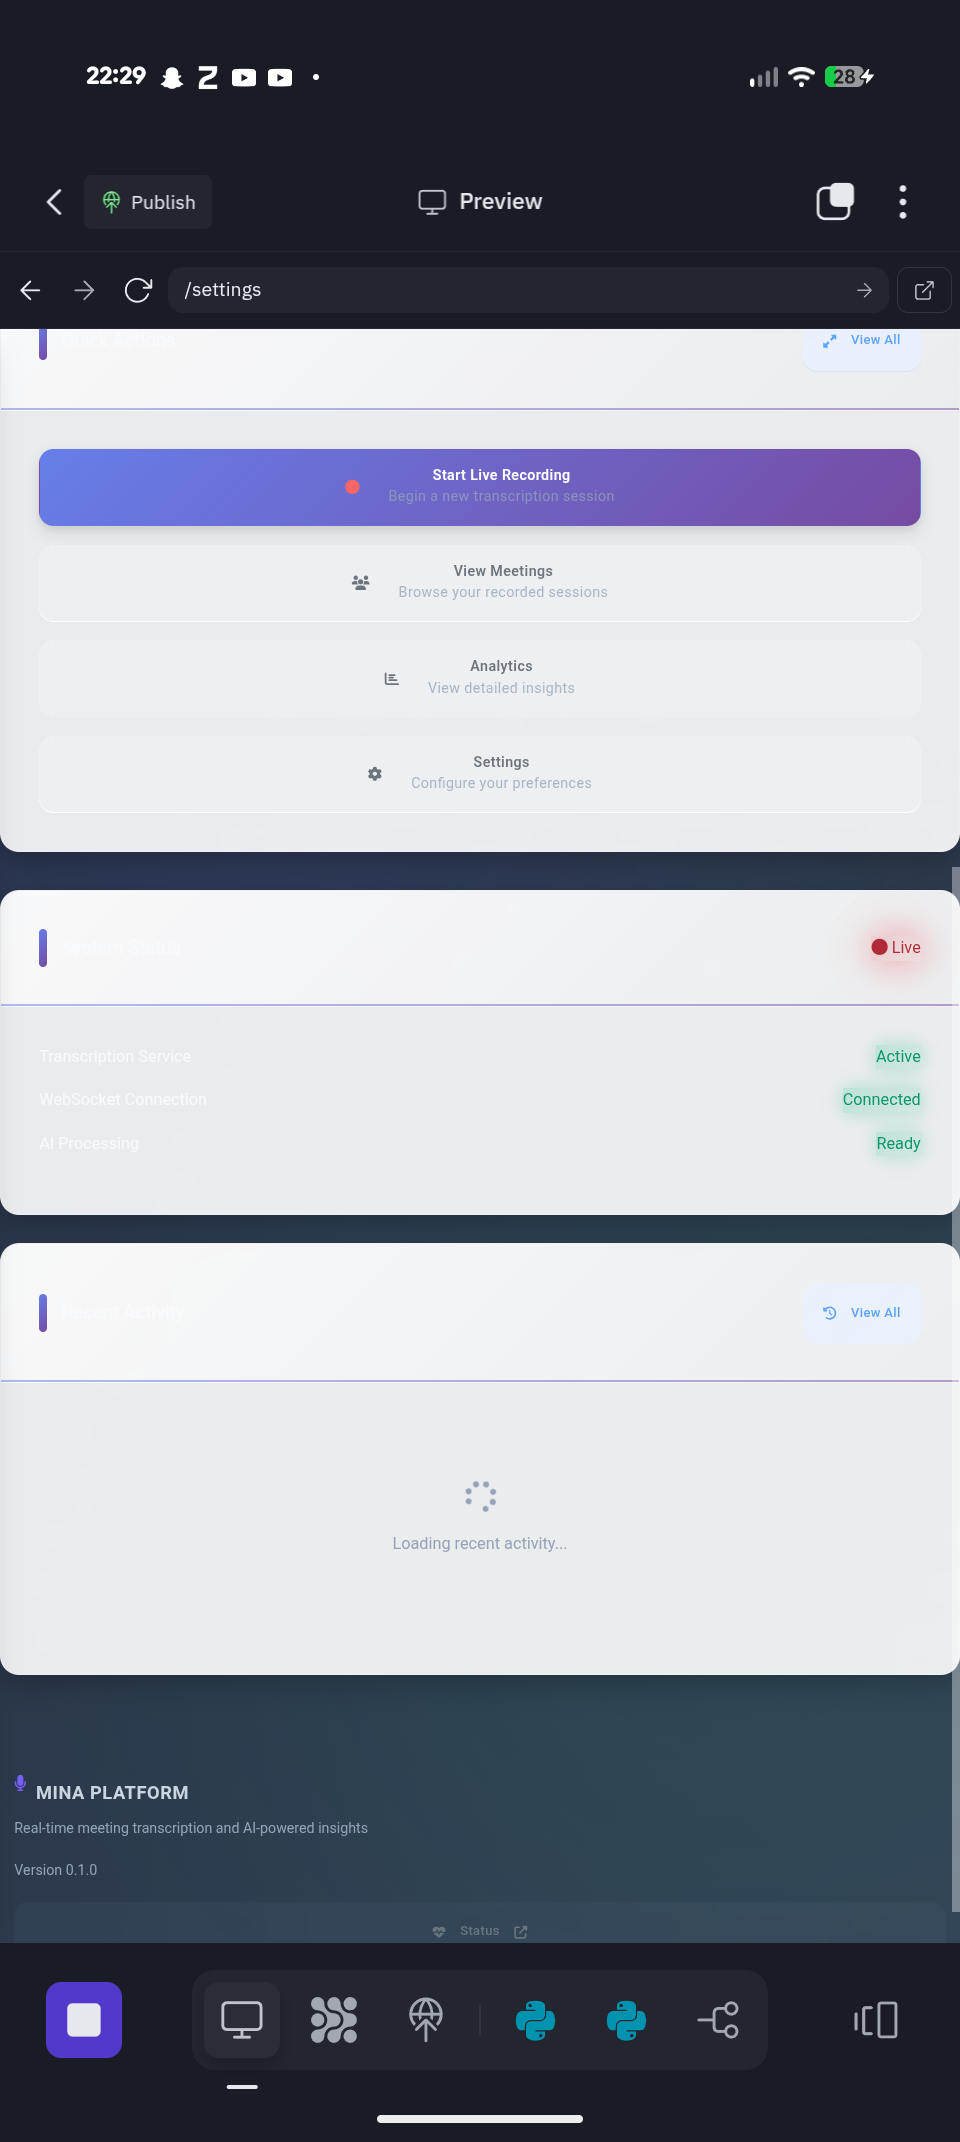 22:29
28
Publish
Preview
/settings
Quick Actions
View All
Start Live Recording
Begin a new transcription session
View Meetings
Browse your recorded sessions
Analytics
View detailed insights
Settings
Configure your preferences
System Status
Live
Transcription Service
Active
WebSocket Connection
Connected
AI Processing
Ready
Recent Activity
View All
Loading recent activity...
MINA PLATFORM
Real-time meeting transcription and AI-powered insights
Version 0.1.0
Status